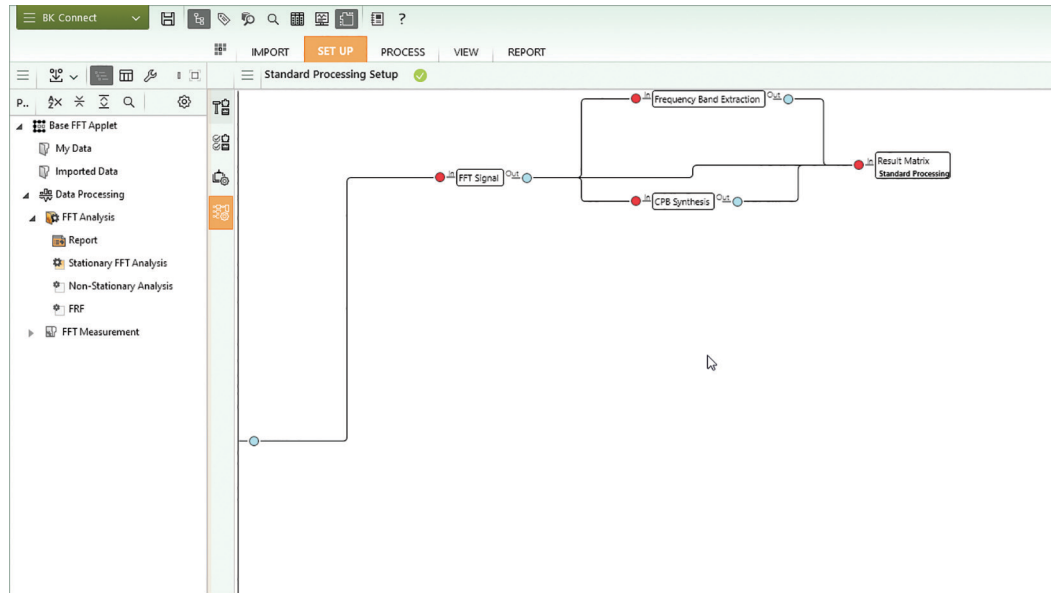 BK Connect
?
IMPORT SET UP PROCESS VIEW REPORT
Standard Processing Setup
P..
Base FFT Applet
My Data
Imported Data
Data Processing
FFT Analysis
Report
Stationary FFT Analysis
Non-Stationary Analysis
FRF
FFT Measurement
In Frequency Band Extraction Out
In Result Matrix
Standard Processing
In FFT Signal Out
In CPB Synthesis Out